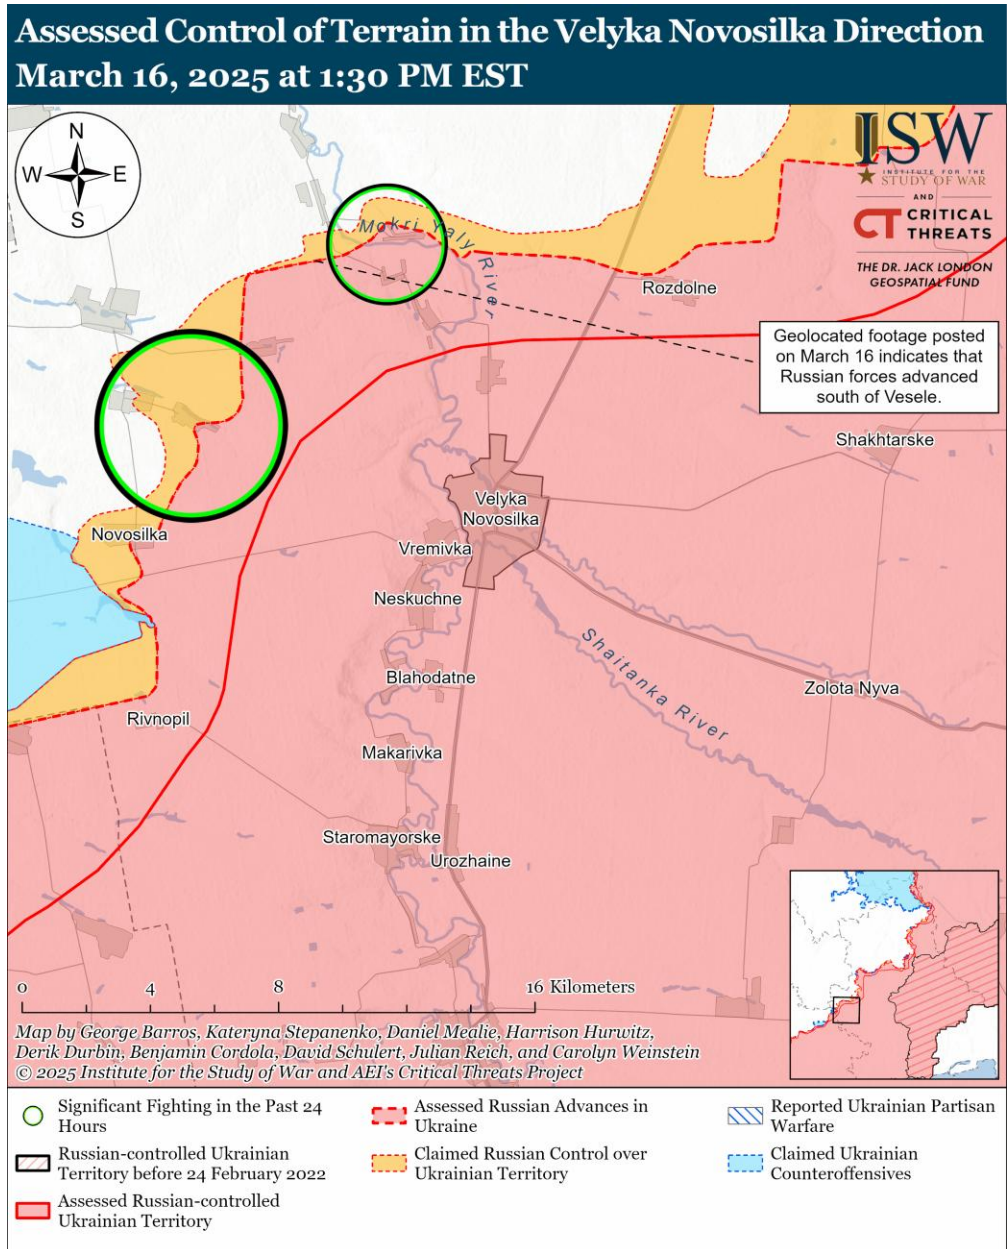 Assessed Control of Terrain in the Velyka Novosilka Direction
March 16, 2025 at 1:30 PM EST
N
W E
S
ISW
INSTITUTE FOR THE
STUDY OF WAR
AND
CT CRITICAL
THREATS
THE DR. JACK LONDON
GEOSPATIAL FUND
Mokri Yaly River
Rozdolne
Geolocated footage posted
on March 16 indicates that
Russian forces advanced
south of Vesele.
Shakhtarske
Velyka
Novosilka
Novosilka
Vremivka
Neskuchne
Shaitanka River
Blahodatne
Zolota Nyva
Rivnopil
Makarivka
Staromayorske
Urozhaine
0 4 8 16 Kilometers
Map by George Barros, Kateryna Stepanenko, Daniel Mealie, Harrison Hurwitz,
Derik Durbin, Benjamin Cordola, David Schulert, Julian Reich, and Carolyn Weinstein
© 2025 Institute for the Study of War and AEI's Critical Threats Project
Significant Fighting in the Past 24
Hours
Russian-controlled Ukrainian
Territory before 24 February 2022
Assessed Russian-controlled
Ukrainian Territory
Assessed Russian Advances in
Ukraine
Claimed Russian Control over
Ukrainian Territory
Reported Ukrainian Partisan
Warfare
Claimed Ukrainian
Counteroffensives